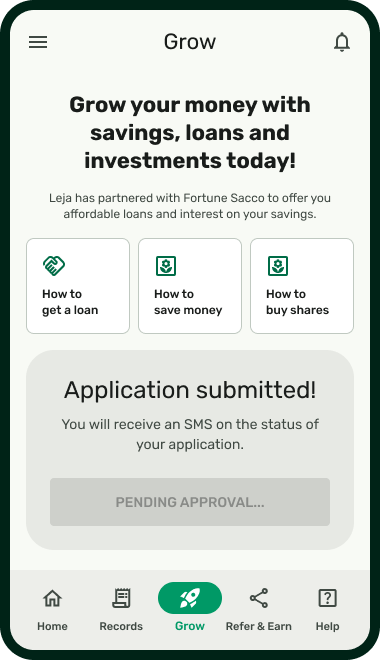 Grow
Grow your money with
savings, loans and
investments today!
Leja has partnered with Fortune Sacco to offer you
affordable loans and interest on your savings.
How to
get a loan
How to
save money
How to
buy shares
Application submitted!
You will receive an SMS on the status of
your application.
PENDING APPROVAL...
Home
Records
Grow
Refer & Earn
Help